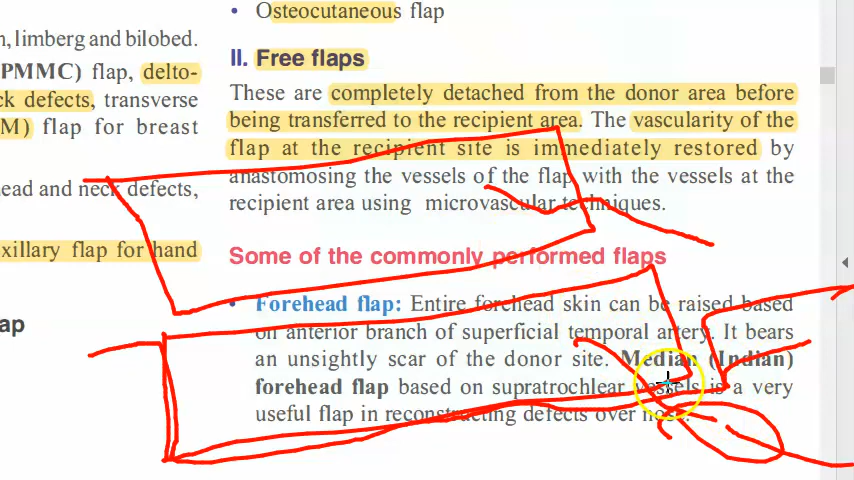 n, limberg and bilobed.
PMMC) flap, delto-
ck defects, transverse
M) flap for breast
ead and neck defects,
xillary flap for hand
ap
• Osteocutaneous flap
II. Free flaps
These are completely detached from the donor area before
being transferred to the recipient area. The vascularity of the
flap at the recipient site is immediately restored by
anastomosing the vessels of the flap with the vessels at the
recipient area using microvascular techniques.
Some of the commonly performed flaps
• Forehead flap: Entire forehead skin can be raised based
on anterior branch of superficial temporal artery. It bears
an unsightly scar of the donor site. Median (Indian)
forehead flap based on supratrochlear vessels is a very
useful flap in reconstructing defects over nose.